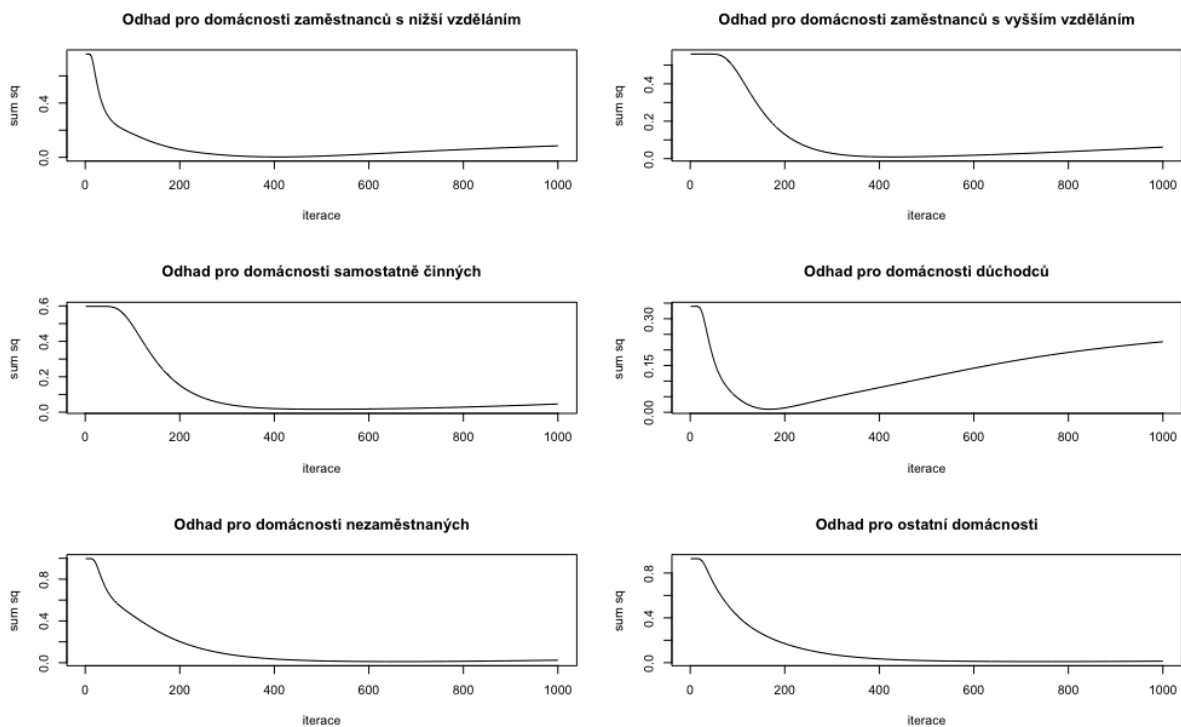 Odhad pro domácnosti zaměstnanců s nižší vzděláním
sum sq
0.0 0.4
0 200 400 600 800 1000
iterace
Odhad pro domácnosti zaměstnanců s vyšším vzděláním
sum sq
0.0 0.2 0.4
0 200 400 600 800 1000
iterace
Odhad pro domácnosti samostatně činných
sum sq
0.0 0.2 0.4 0.6
0 200 400 600 800 1000
iterace
Odhad pro domácnosti důchodců
sum sq
0.00 0.15 0.30
0 200 400 600 800 1000
iterace
Odhad pro domácnosti nezaměstnaných
sum sq
0.0 0.4 0.8
0 200 400 600 800 1000
iterace
Odhad pro ostatní domácnosti
sum sq
0.0 0.4 0.8
0 200 400 600 800 1000
iterace